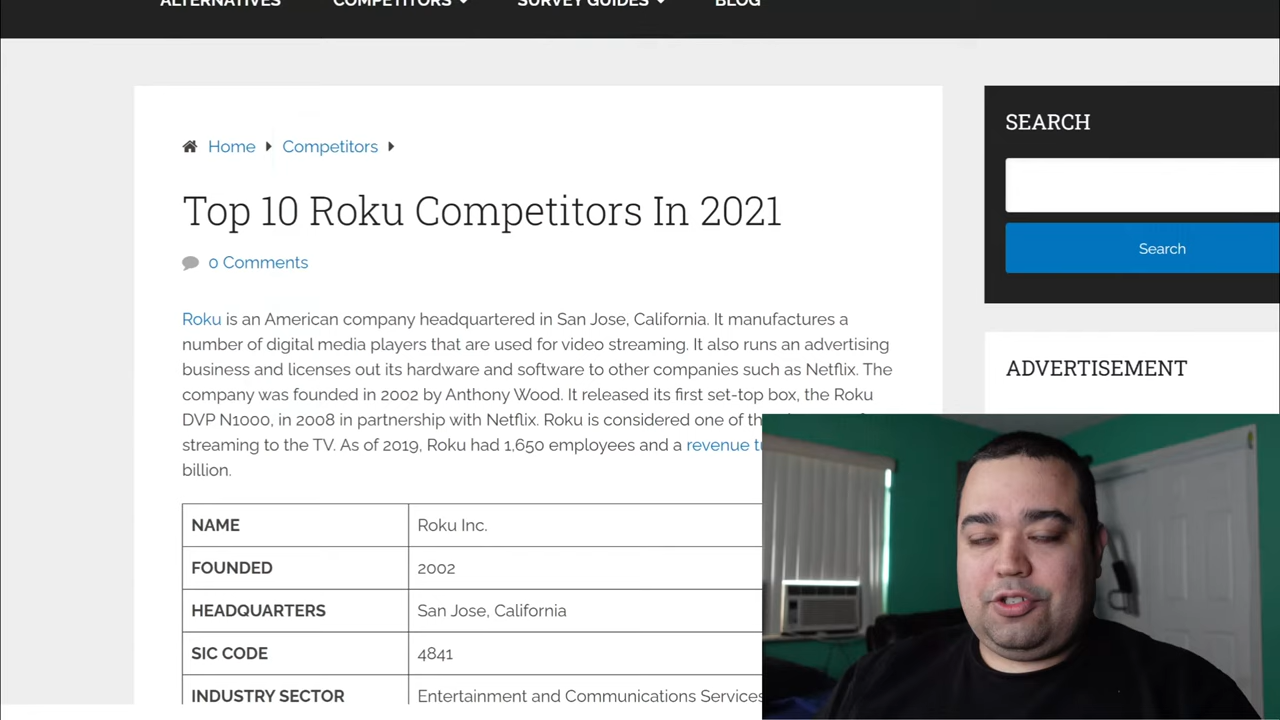 ALTERNATIVES COMPETITORS SURVEY GUIDES BLOG
Home Competitors
Top 10 Roku Competitors In 2021
0 Comments
Roku is an American company headquartered in San Jose, California. It manufactures a
number of digital media players that are used for video streaming. It also runs an advertising
business and licenses out its hardware and software to other companies such as Netflix. The
company was founded in 2002 by Anthony Wood. It released its first set-top box, the Roku
DVP N1000, in 2008 in partnership with Netflix. Roku is considered one of
streaming to the TV. As of 2019, Roku had 1,650 employees and a revenue
billion.
NAME Roku Inc.
FOUNDED 2002
HEADQUARTERS San Jose, California
SIC CODE 4841
INDUSTRY SECTOR Entertainment and Communications Services
SEARCH
Search
ADVERTISEMENT